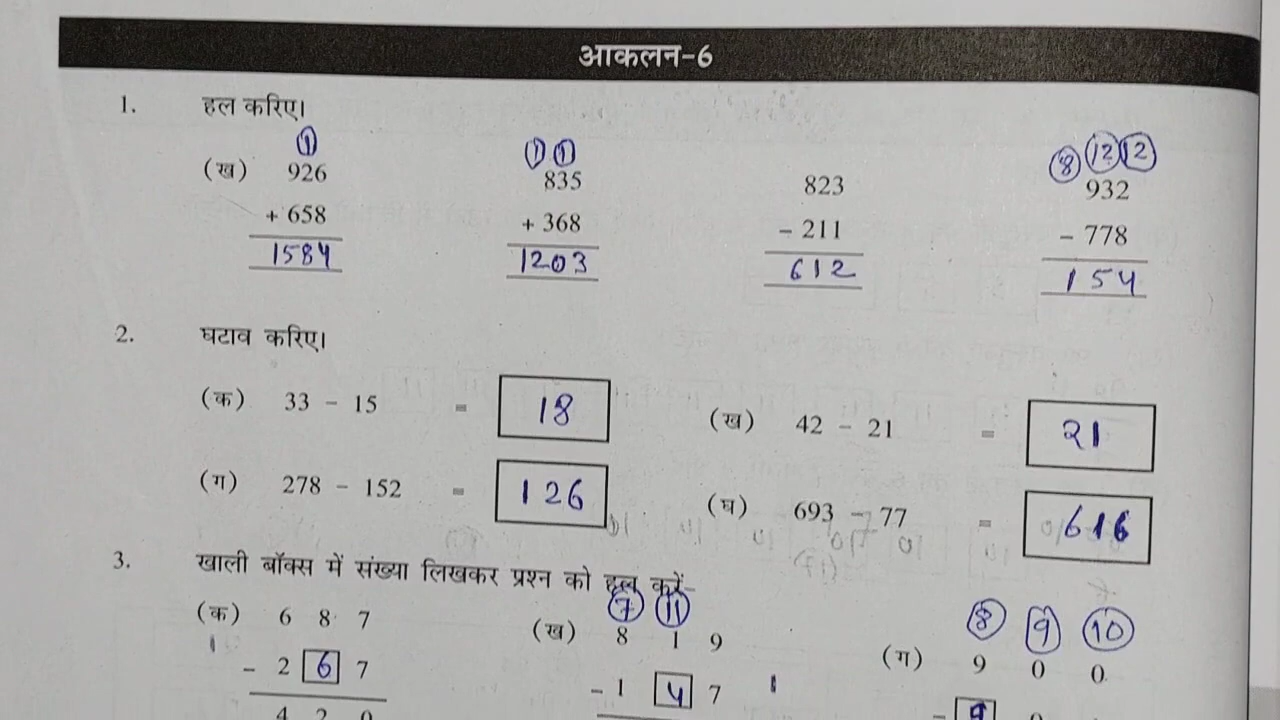 आकलन-6
1. हल करिए।
① ① ① ⑧ ⑫ ⑫
(ख) 926 835 823 932
+ 658 + 368 - 211 - 778
1584 1203 612 154
2. घटाव करिए।
(क) 33 - 15 = 18 (ख) 42 - 21 = 21
(ग) 278 - 152 = 126 (घ) 693 - 77 = 616
3. खाली बॉक्स में संख्या लिखकर प्रश्न को हल करें-
⑦ ⑪ ⑧ ⑨ ⑩
(क) 6 8 7 (ख) 8 1 9 (ग) 9 0 0
- 2 6 7 - 1 4 7 -
4 2 0